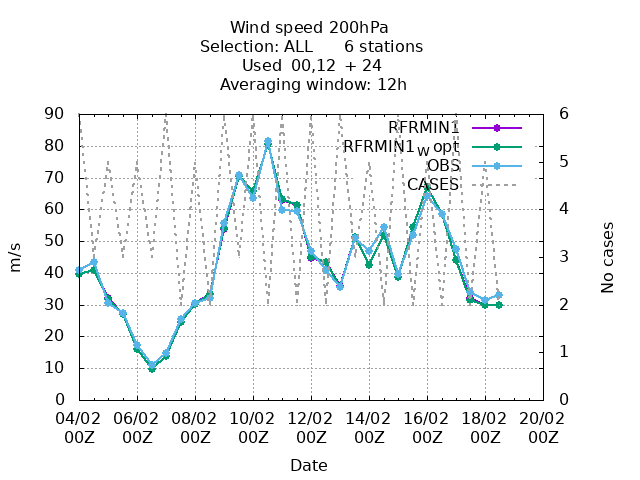 Wind speed 200hPa
Selection: ALL      6 stations
Used  00,12  + 24
Averaging window: 12h
90
80
70
60
50
40
30
20
10
0
m/s
6
5
4
3
2
1
0
No cases
RFRMIN1
RFRMIN1w opt
OBS
CASES
04/02 06/02 08/02 10/02 12/02 14/02 16/02 18/02 20/02
00Z 00Z 00Z 00Z 00Z 00Z 00Z 00Z 00Z
Date